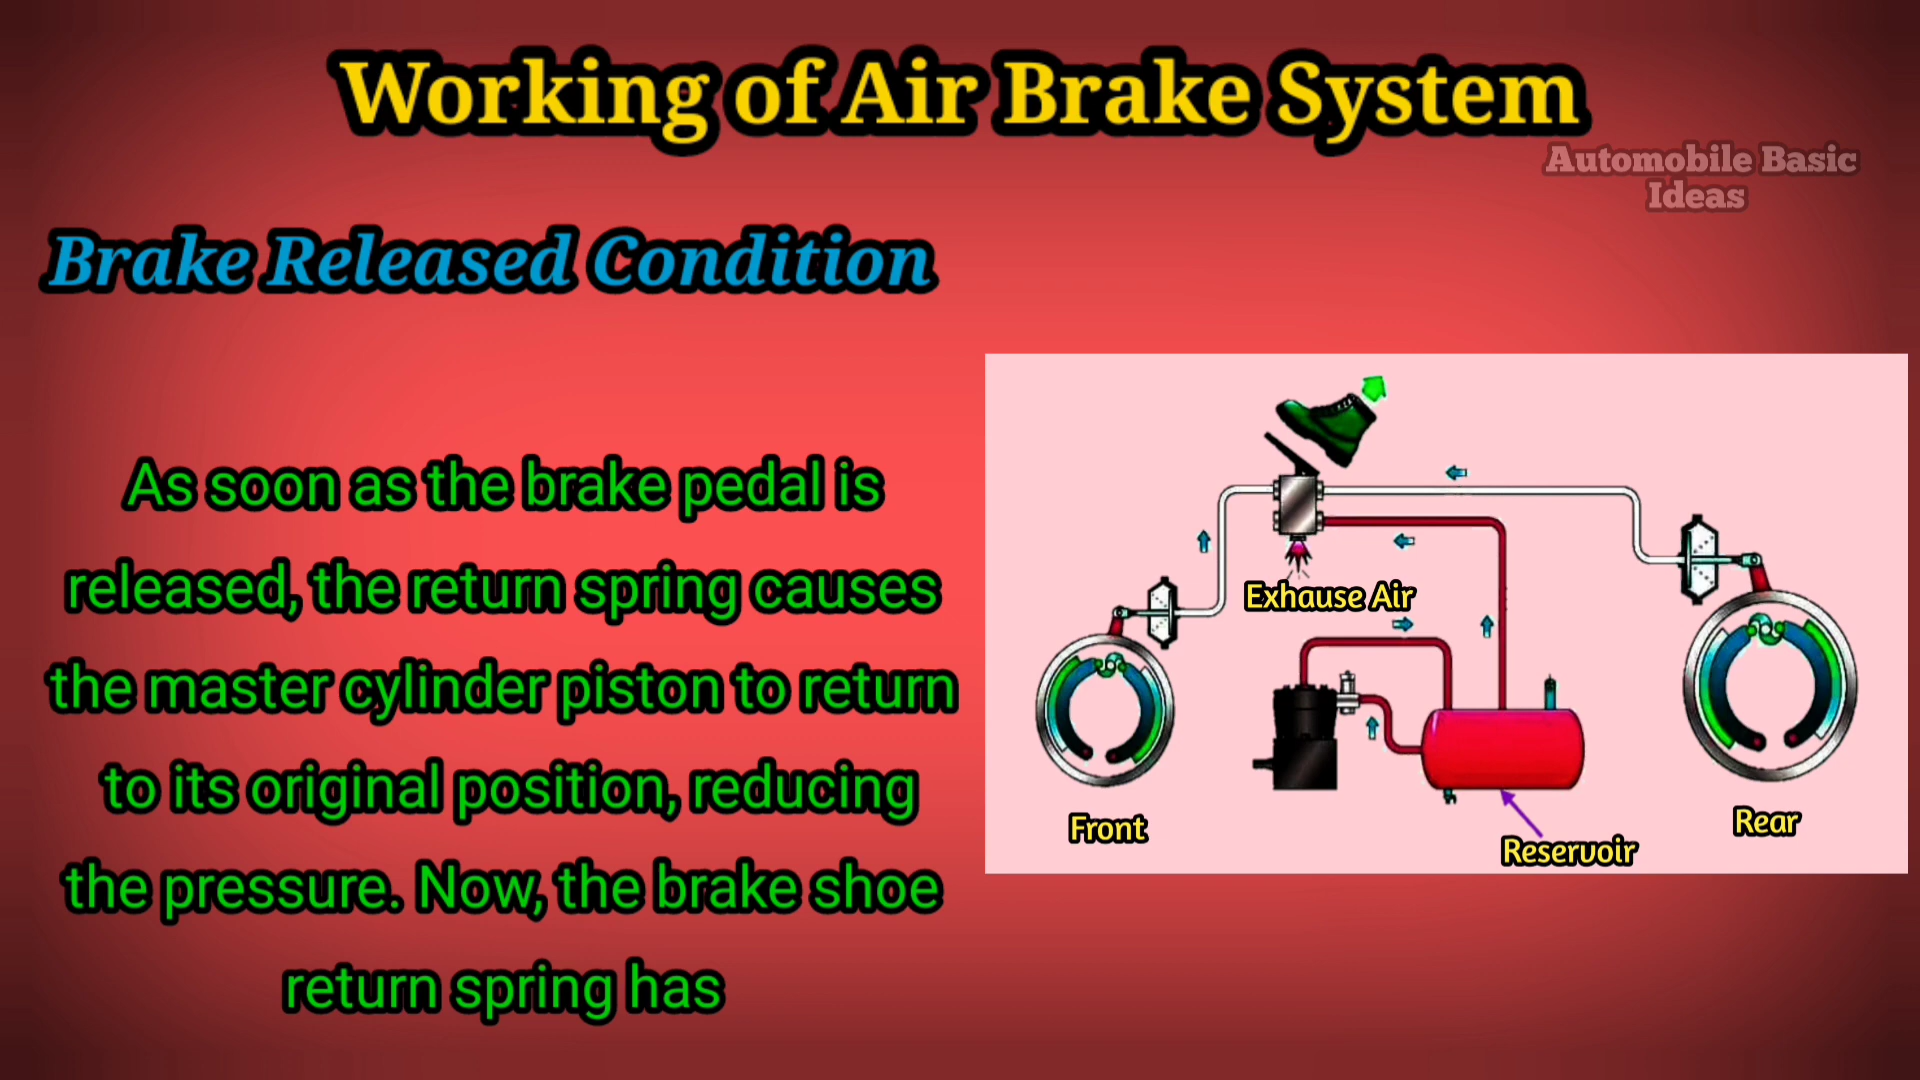 Working of Air Brake System
Automobile Basic
Ideas
Brake Released Condition
As soon as the brake pedal is
released, the return spring causes
the master cylinder piston to return
to its original position, reducing
the pressure. Now, the brake shoe
return spring has
Exhause Air
Front
Reservoir
Rear